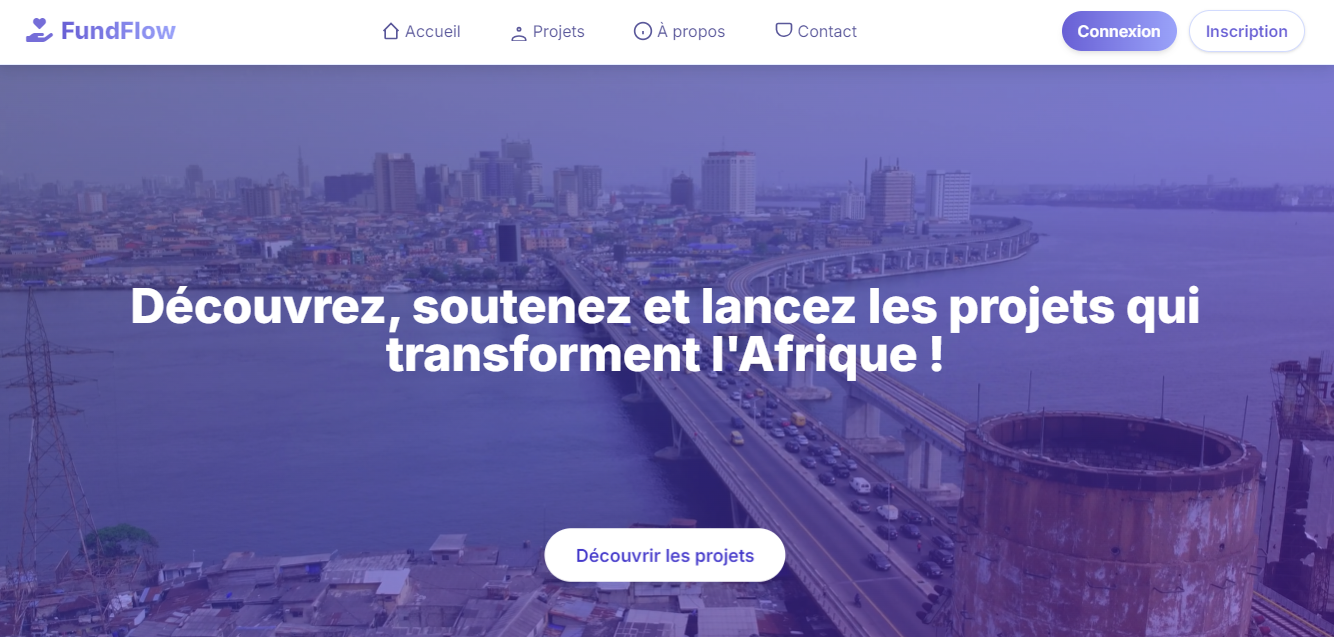 FundFlow
Accueil
Projets
À propos
Contact
Connexion
Inscription
Découvrez, soutenez et lancez les projets qui
transforment l'Afrique !
Découvrir les projets